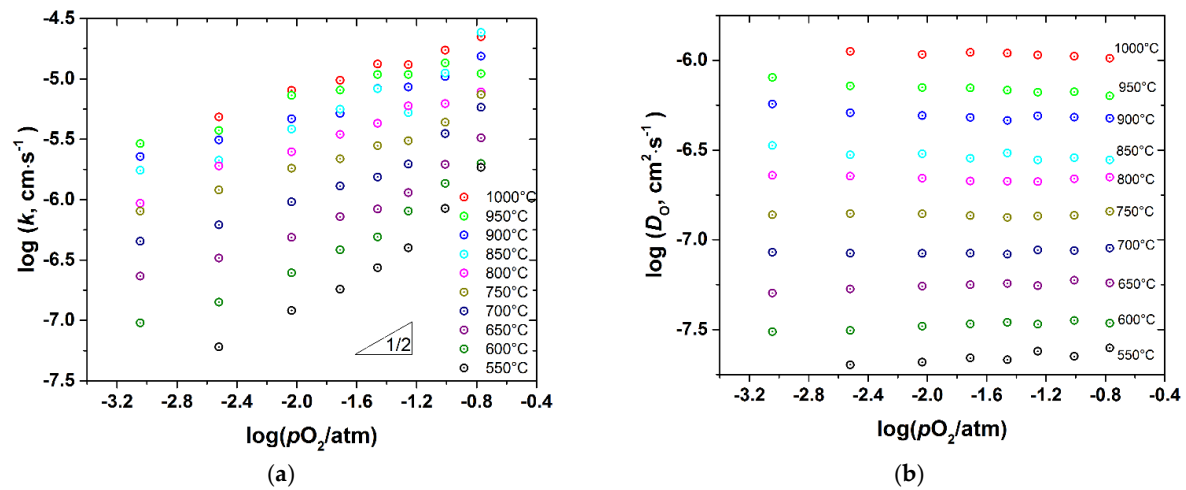 -4.5
-5.0
-5.5
-6.0
-6.5
-7.0
-7.5
log (k, cm·s⁻¹)
-3.2 -2.8 -2.4 -2.0 -1.6 -1.2 -0.8 -0.4
log(pO₂/atm)
1000°C
950°C
900°C
850°C
800°C
750°C
700°C
650°C
600°C
550°C
1/2
(a)
-6.0
-6.5
-7.0
-7.5
log (D_O, cm²·s⁻¹)
-3.2 -2.8 -2.4 -2.0 -1.6 -1.2 -0.8 -0.4
log(pO₂/atm)
1000°C
950°C
900°C
850°C
800°C
750°C
700°C
650°C
600°C
550°C
(b)